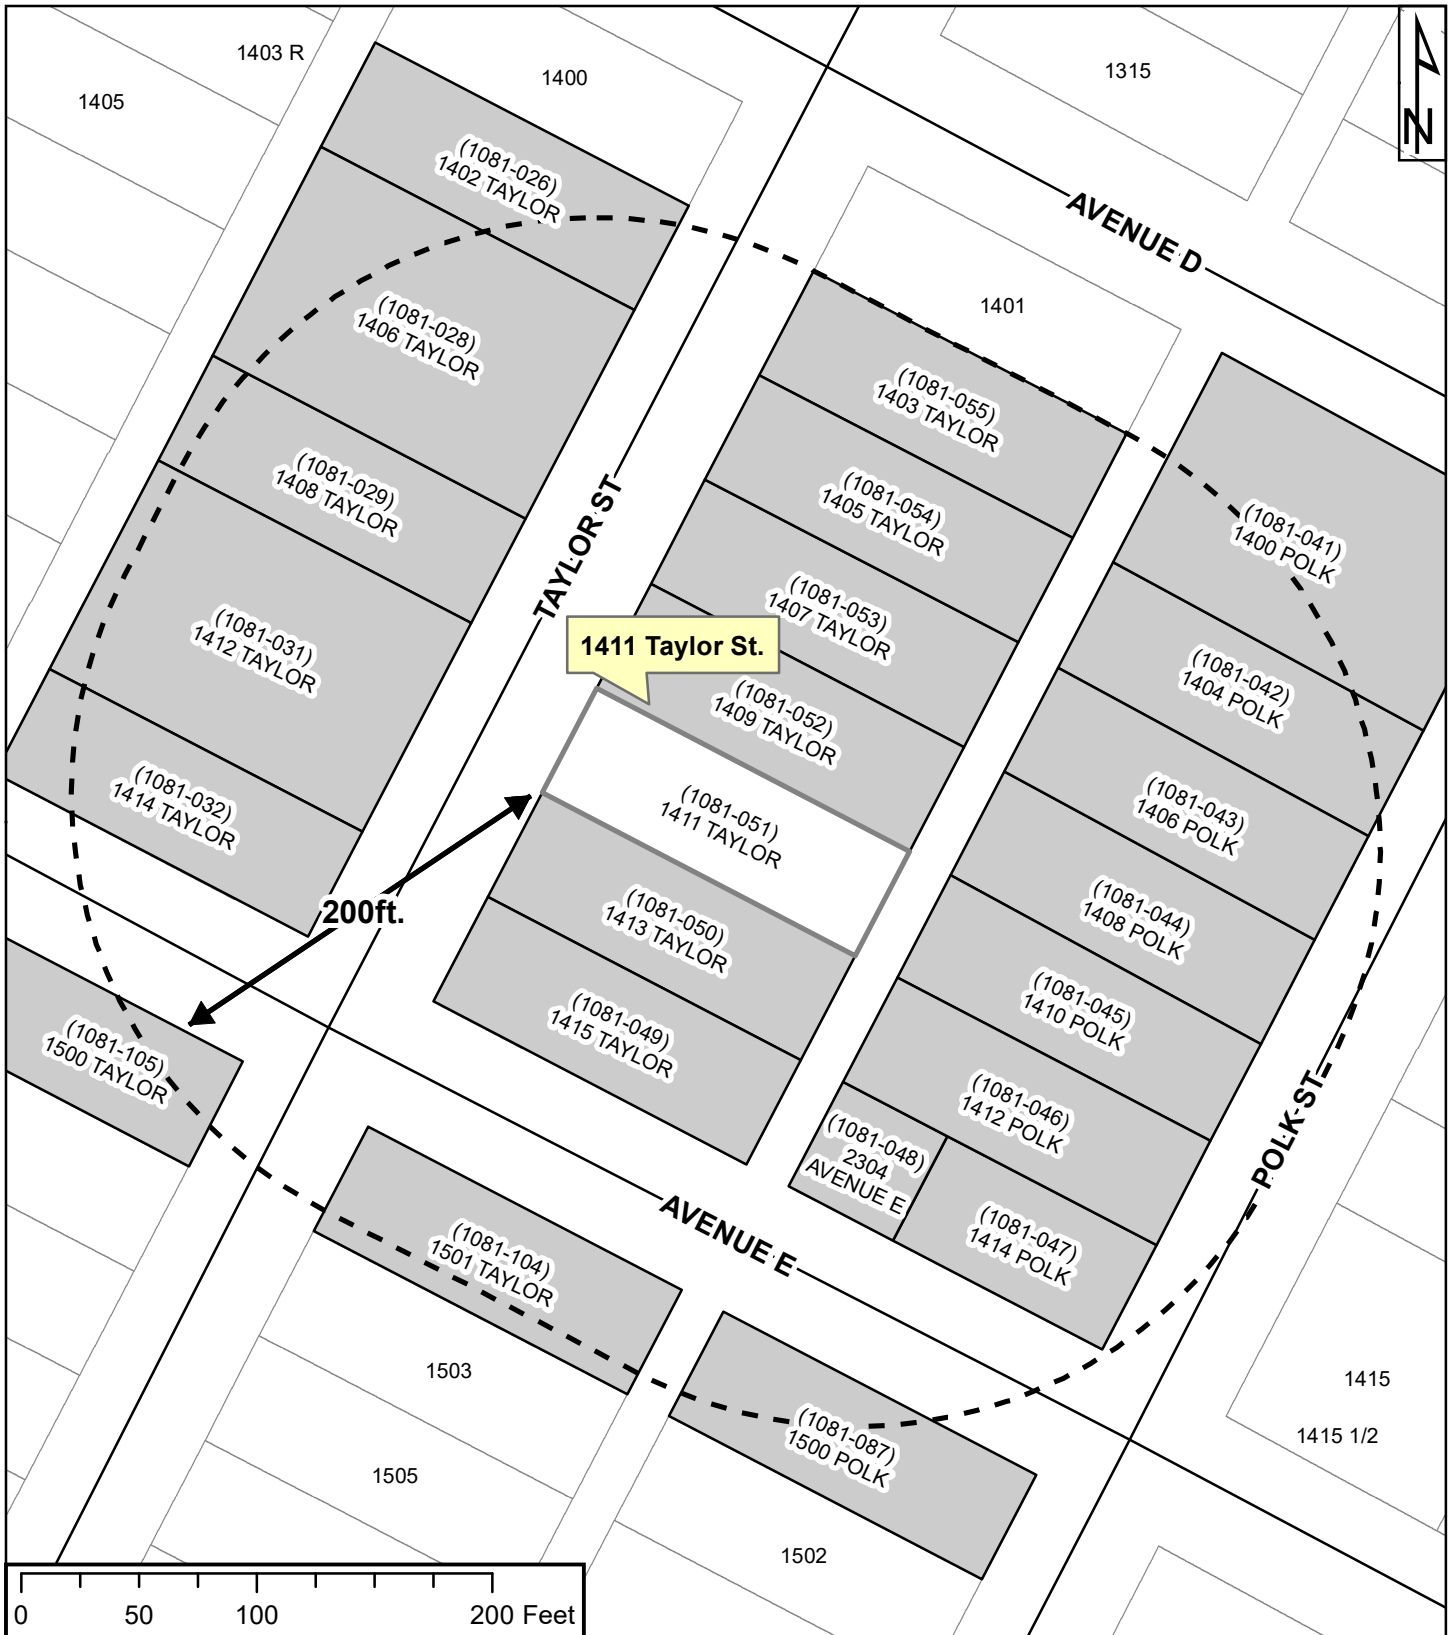 1403 R
1400
1405
1315
N
(1081-026)
1402 TAYLOR
AVENUE D
1401
(1081-028)
1406 TAYLOR
(1081-055)
1403 TAYLOR
(1081-029)
1408 TAYLOR
(1081-054)
1405 TAYLOR
(1081-041)
1400 POLK
TAYLOR ST
(1081-053)
1407 TAYLOR
(1081-031)
1412 TAYLOR
1411 Taylor St.
(1081-042)
1404 POLK
(1081-052)
1409 TAYLOR
(1081-032)
1414 TAYLOR
(1081-051)
1411 TAYLOR
(1081-043)
1406 POLK
200ft.
(1081-050)
1413 TAYLOR
(1081-044)
1408 POLK
(1081-105)
1500 TAYLOR
(1081-049)
1415 TAYLOR
(1081-045)
1410 POLK
(1081-046)
1412 POLK
POLK ST
(1081-048)
2304
AVENUE E
AVENUE E
(1081-104)
1501 TAYLOR
(1081-047)
1414 POLK
1503
1415
(1081-087)
1500 POLK
1415 1/2
1505
1502
0 50 100 200 Feet